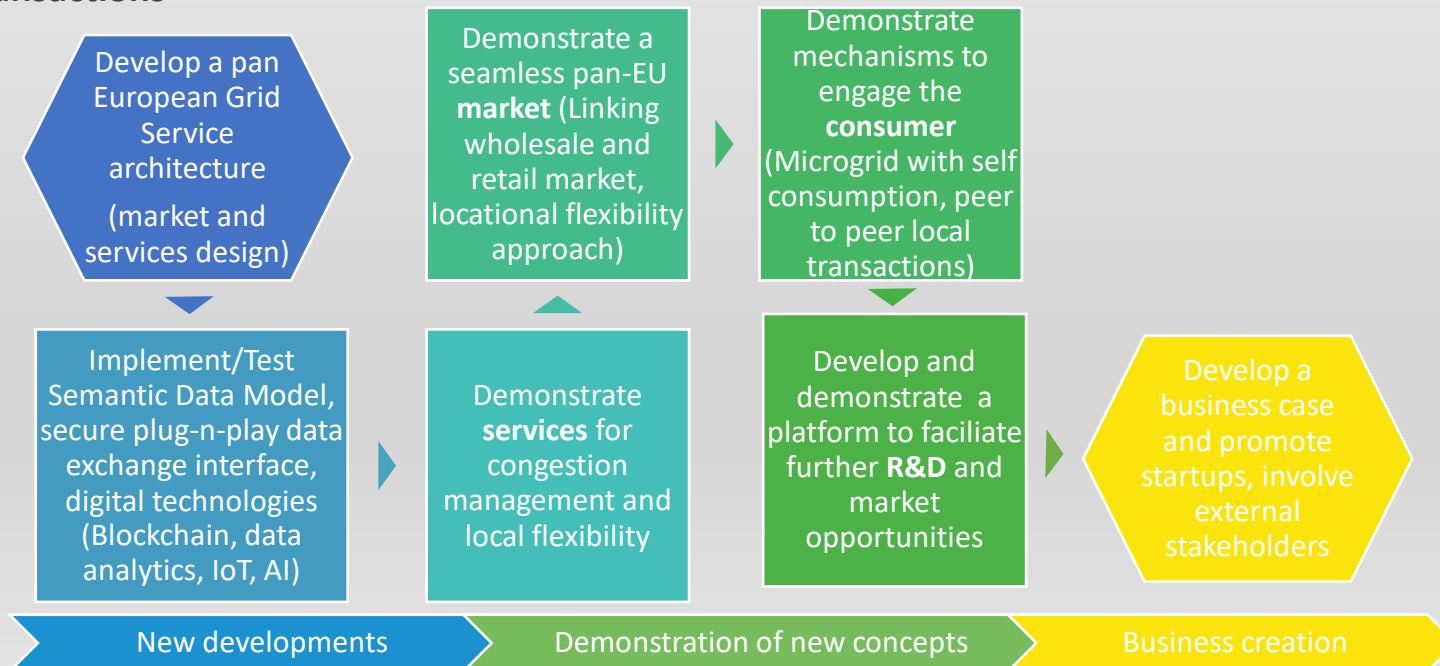 Develop a pan
European Grid
Service
architecture
(market and
services design)
Implement/Test
Semantic Data Model,
secure plug-n-play data
exchange interface,
digital technologies
(Blockchain, data
analytics, IoT, AI)
Demonstrate
services for
congestion
management and
local flexibility
Demonstrate a
seamless pan-EU
market (Linking
wholesale and
retail market,
locational flexibility
approach)
Demonstrate
mechanisms to
engage the
consumer
(Microgrid with self
consumption, peer
to peer local
transactions)
Develop and
demonstrate a
platform to faciliate
further R&D and
market
opportunities
Develop a
business case
and promote
startups, involve
external
stakeholders
New developments
Demonstration of new concepts
Business creation